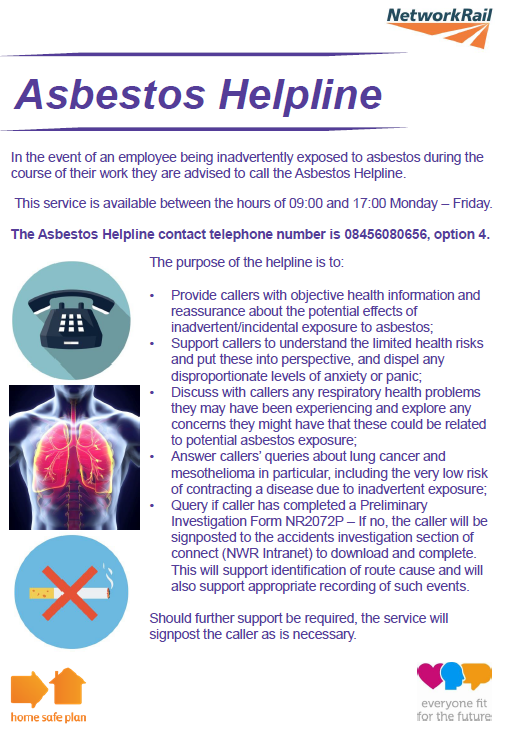 NetworkRail
Asbestos Helpline
In the event of an employee being inadvertently exposed to asbestos during the
course of their work they are advised to call the Asbestos Helpline.
This service is available between the hours of 09:00 and 17:00 Monday – Friday.
The Asbestos Helpline contact telephone number is 08456080656, option 4.
The purpose of the helpline is to:
• Provide callers with objective health information and
reassurance about the potential effects of
inadvertent/incidental exposure to asbestos;
• Support callers to understand the limited health risks
and put these into perspective, and dispel any
disproportionate levels of anxiety or panic;
• Discuss with callers any respiratory health problems
they may have been experiencing and explore any
concerns they might have that these could be related
to potential asbestos exposure;
• Answer callers' queries about lung cancer and
mesothelioma in particular, including the very low risk
of contracting a disease due to inadvertent exposure;
• Query if caller has completed a Preliminary
Investigation Form NR2072P – If no, the caller will be
signposted to the accidents investigation section of
connect (NWR Intranet) to download and complete.
This will support identification of route cause and will
also support appropriate recording of such events.
Should further support be required, the service will
signpost the caller as is necessary.
home safe plan
everyone fit
for the future